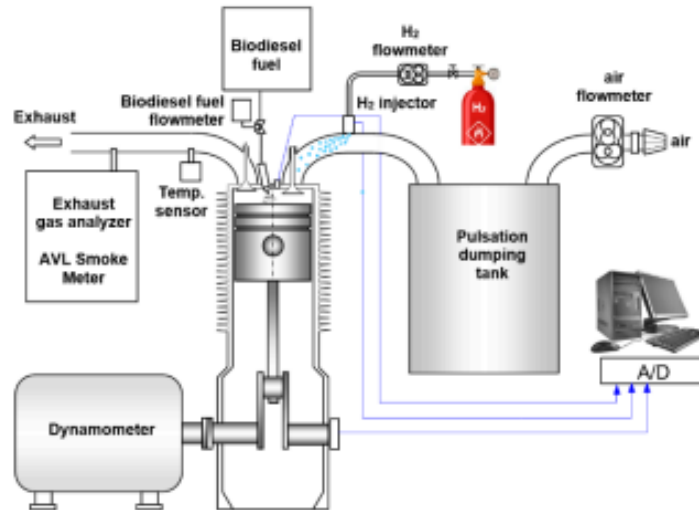 Biodiesel
fuel
H₂
flowmeter
air
flowmeter
Biodiesel fuel
flowmeter
H₂ injector
Exhaust
H₂
air
Temp.
sensor
Exhaust
gas analyzer
AVL Smoke
Meter
Pulsation
dumping
tank
A/D
Dynamometer